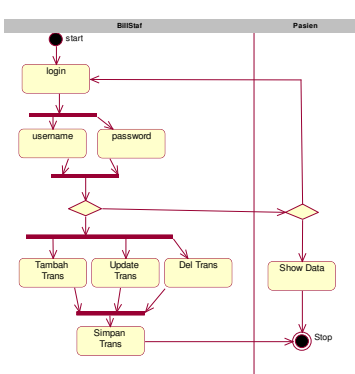 BillStaf
Pasien
start
login
username
password
Tambah
Trans
Update
Trans
Del Trans
Show Data
Simpan
Trans
Stop